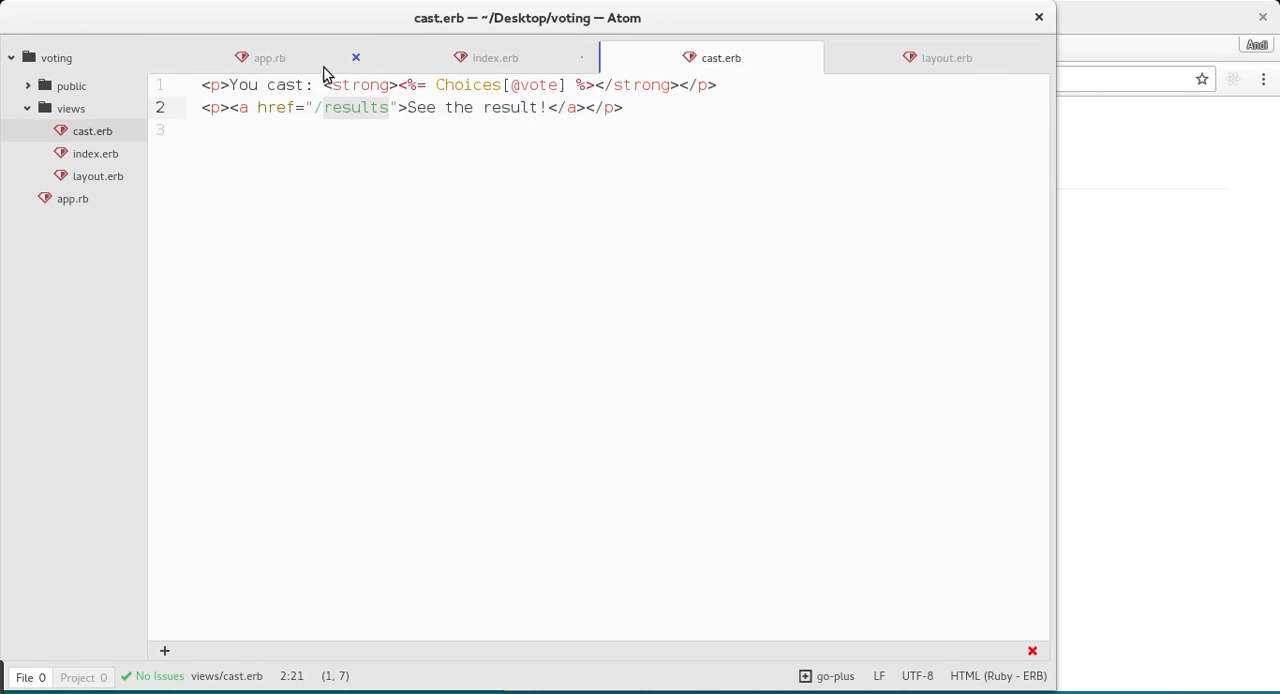 cast.erb — ~/Desktop/voting — Atom
Andi
voting
app.rb
index.erb
cast.erb
layout.erb
public
views
cast.erb
index.erb
layout.erb
app.rb
1 <p>You cast: <strong><%= Choices[@vote] %></strong></p>
2 <p><a href="/results">See the result!</a></p>
3
File 0 Project 0 No Issues views/cast.erb 2:21 (1, 7) go-plus LF UTF-8 HTML (Ruby - ERB)